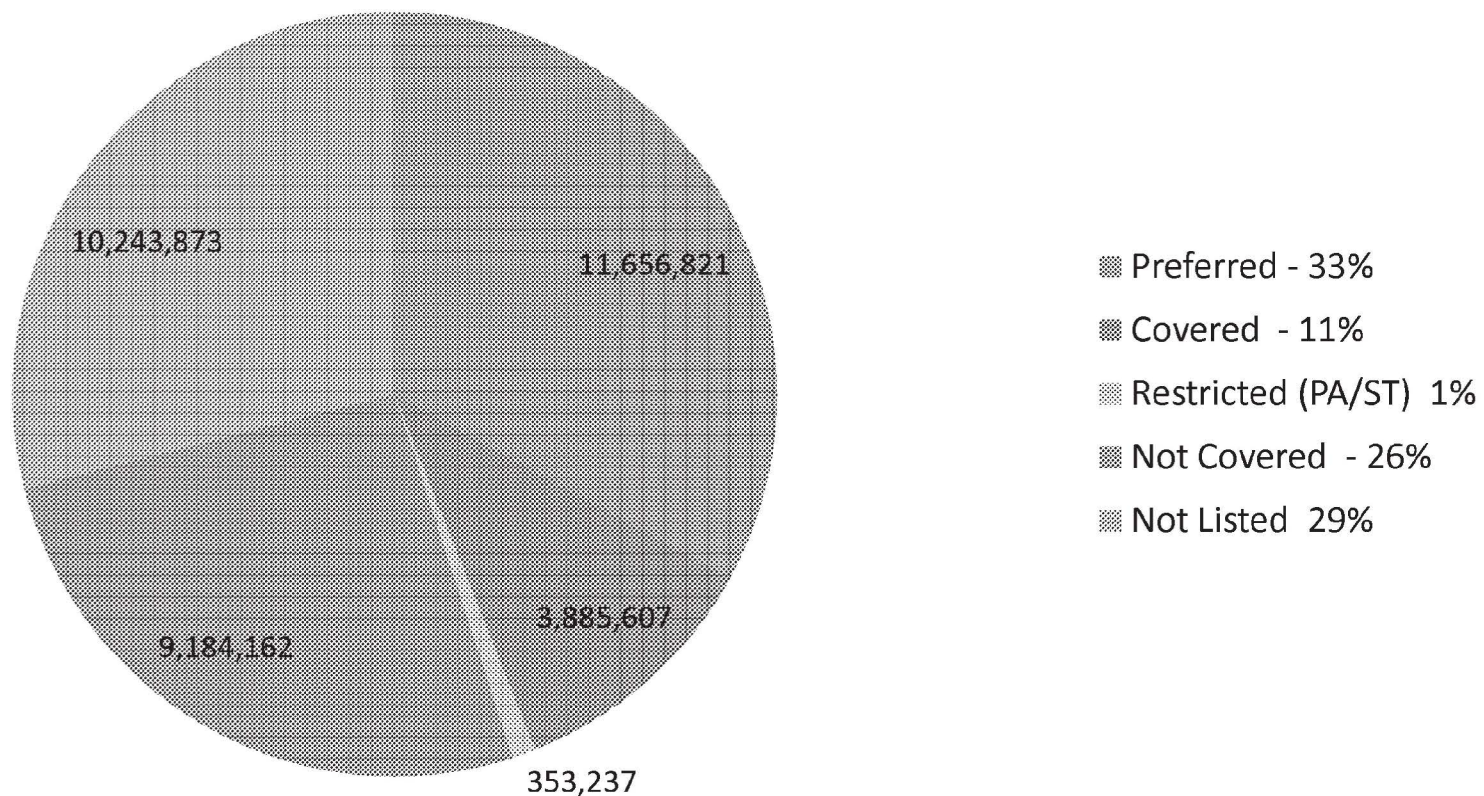 10,243,873
11,656,821
3,885,607
9,184,162
353,237
Preferred - 33%
Covered - 11%
Restricted (PA/ST) 1%
Not Covered - 26%
Not Listed 29%